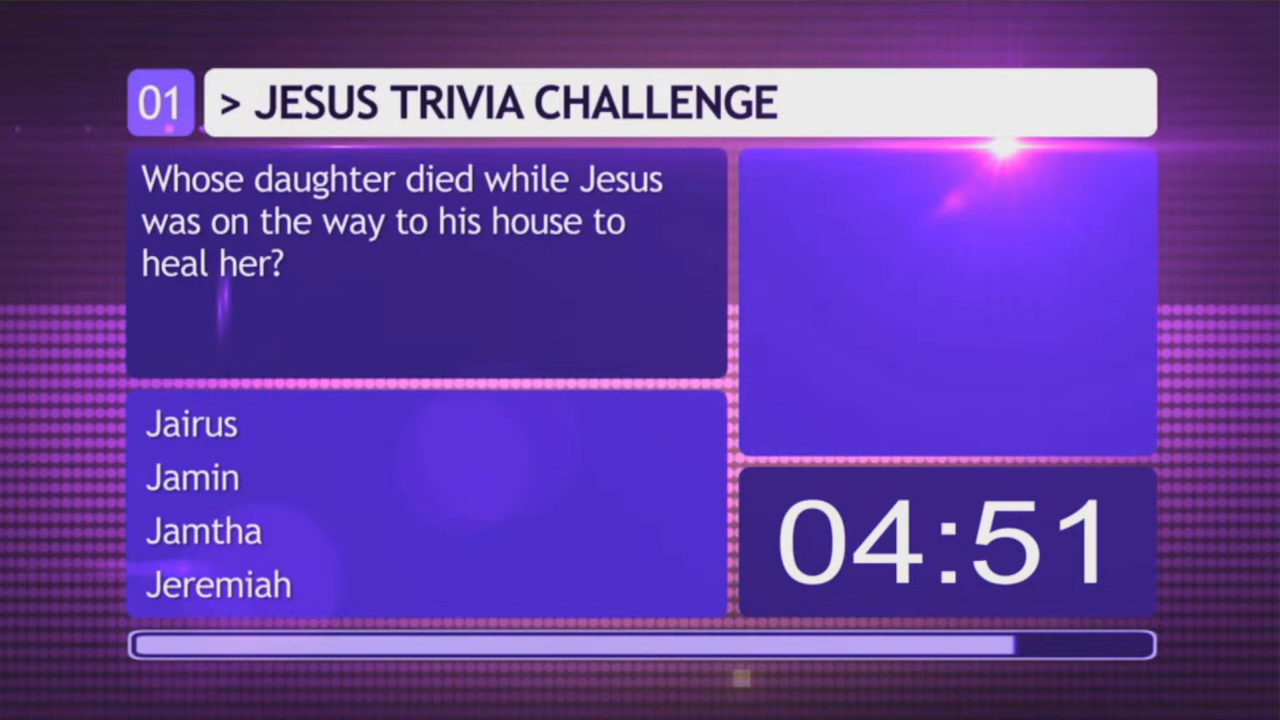 01
> JESUS TRIVIA CHALLENGE
Whose daughter died while Jesus
was on the way to his house to
heal her?
Jairus
Jamin
Jamtha
Jeremiah
04:51